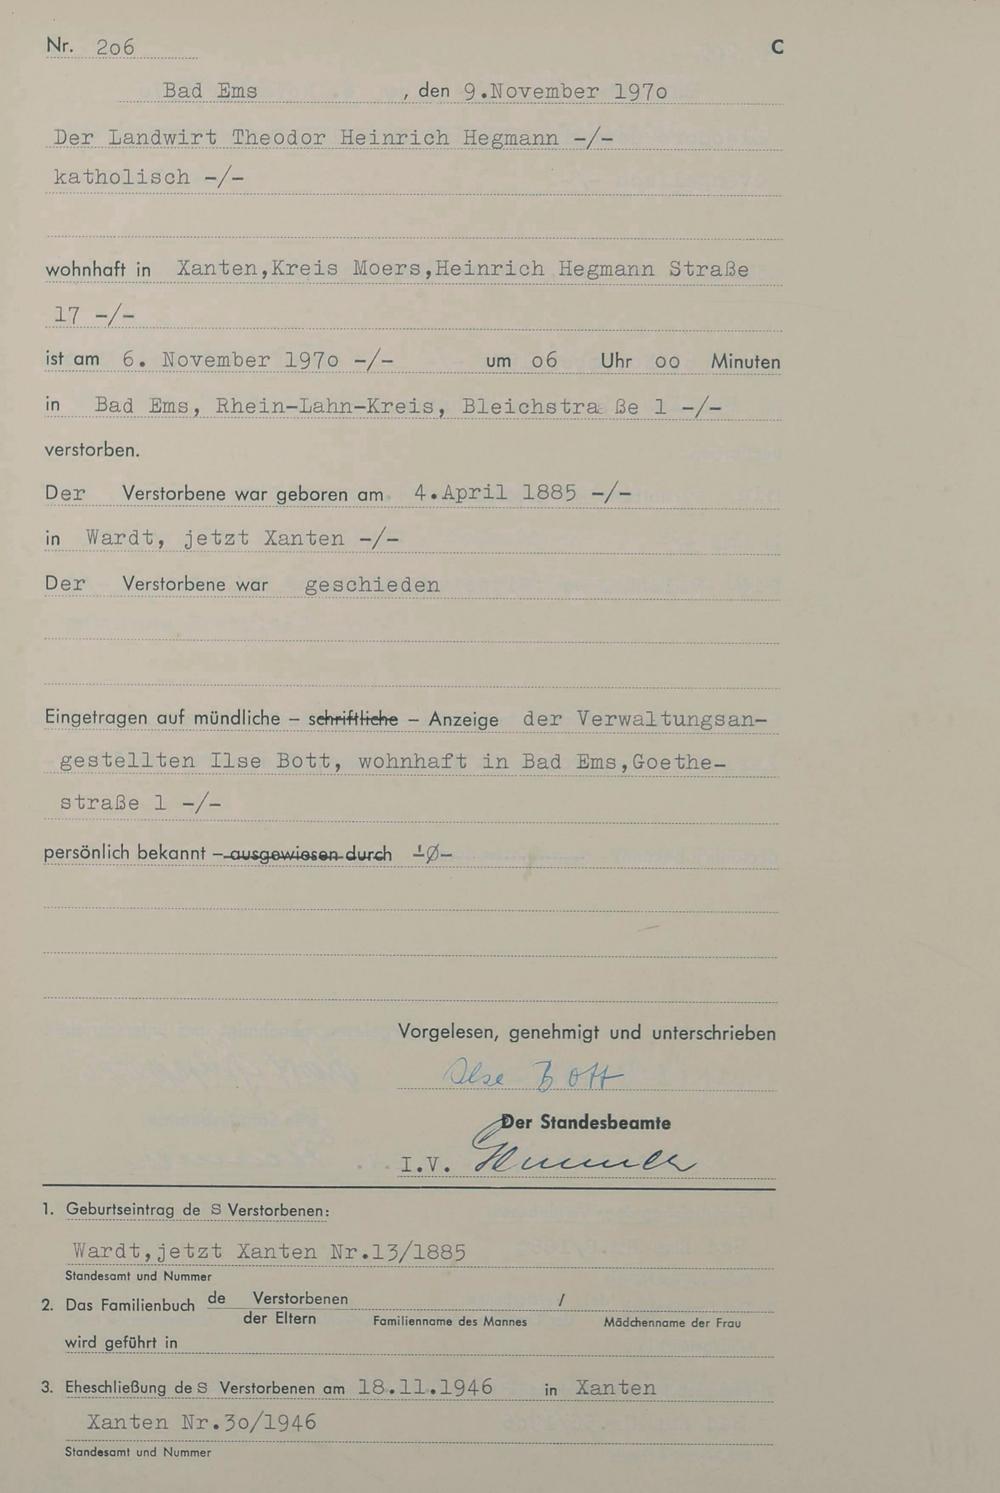 Nr. 2o6 C
Bad Ems , den 9.November 197o
Der Landwirt Theodor Heinrich Hegmann -/-
katholisch -/-
wohnhaft in Xanten,Kreis Moers,Heinrich Hegmann Straße
17 -/-
ist am 6. November 197o -/- um o6 Uhr oo Minuten
in Bad Ems, Rhein-Lahn-Kreis, Bleichstra ße 1 -/-
verstorben.
Der Verstorbene war geboren am 4.April 1885 -/-
in Wardt, jetzt Xanten -/-
Der Verstorbene war geschieden
Eingetragen auf mündliche – schriftliche – Anzeige der Verwaltungsan-
gestellten Ilse Bott, wohnhaft in Bad Ems,Goethe-
straße 1 -/-
persönlich bekannt – ausgewiesen durch -/-
Vorgelesen, genehmigt und unterschrieben
Ilse Bott
Der Standesbeamte
I.V.
1. Geburtseintrag de S Verstorbenen:
Wardt,jetzt Xanten Nr.13/1885
Standesamt und Nummer
2. Das Familienbuch de Verstorbenen /
der Eltern Familienname des Mannes Mädchenname der Frau
wird geführt in
3. Eheschließung de S Verstorbenen am 18.11.1946 in Xanten
Xanten Nr.3o/1946
Standesamt und Nummer